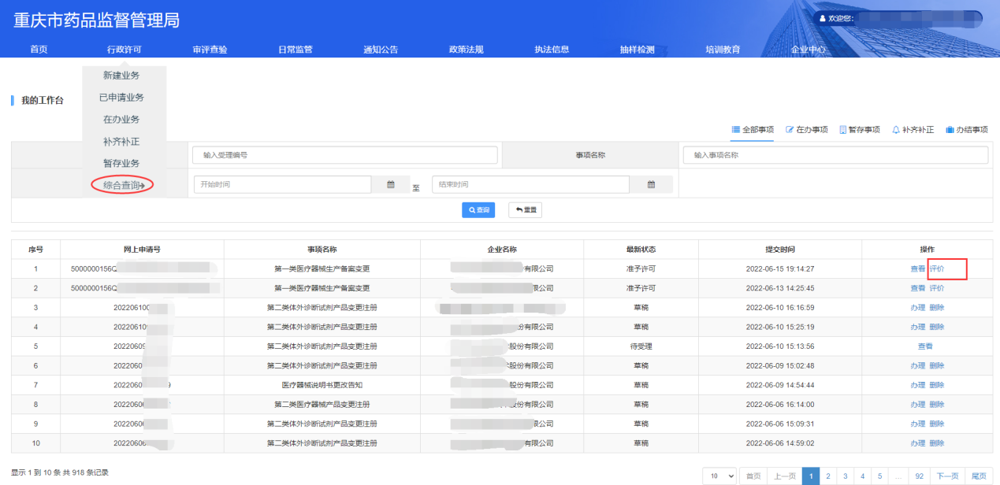 重庆市药品监督管理局
欢迎您:
首页 行政许可 审评查验 日常监管 通知公告 政策法规 执法信息 抽样检测 培训教育 企业中心
新建业务
我的工作台
已申请业务
在办业务
全部事项 在办事项 暂存事项 补齐补正 办结事项
补齐补正
输入受理编号 事项名称 输入事项名称
暂存业务
综合查询
开始时间 至 结束时间
查询 重置
序号 网上申请号 事项名称 企业名称 最新状态 提交时间 操作
1 5000000156Q 第一类医疗器械生产备案变更 有限公司 准予许可 2022-06-15 19:14:27 查看 评价
2 5000000156Q 第一类医疗器械生产备案变更 限公司 准予许可 2022-06-13 14:25:45 查看 评价
3 20220610 第二类体外诊断试剂产品变更注册 草稿 2022-06-10 16:16:59 办理 删除
4 20220610 第二类体外诊断试剂产品变更注册 份有限公司 草稿 2022-06-10 15:25:19 办理 删除
5 20220609 第二类体外诊断试剂产品变更注册 股份有限公司 待受理 2022-06-10 15:13:56 查看
6 2022060 第二类体外诊断试剂产品变更注册 股份有限公司 草稿 2022-06-09 15:02:48 办理 删除
7 2022060 9 医疗器械说明书更改告知 股份有限公司 草稿 2022-06-09 14:54:44 办理 删除
8 2022060 第二类医疗器械产品变更注册 份有限公司 草稿 2022-06-06 16:14:00 办理 删除
9 2022060 第二类体外诊断试剂产品变更注册 限公司 草稿 2022-06-06 15:09:31 办理 删除
10 2022060 第二类体外诊断试剂产品变更注册 有限公司 草稿 2022-06-06 14:59:02 办理 删除
显示 1 到 10 条 共 918 条记录
10 首页 上一页 1 2 3 4 5 ... 92 下一页 尾页